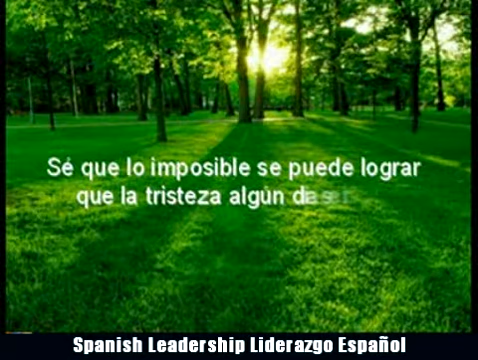 Sé que lo imposible se puede lograr
que la tristeza algún
Spanish Leadership Liderazgo Español